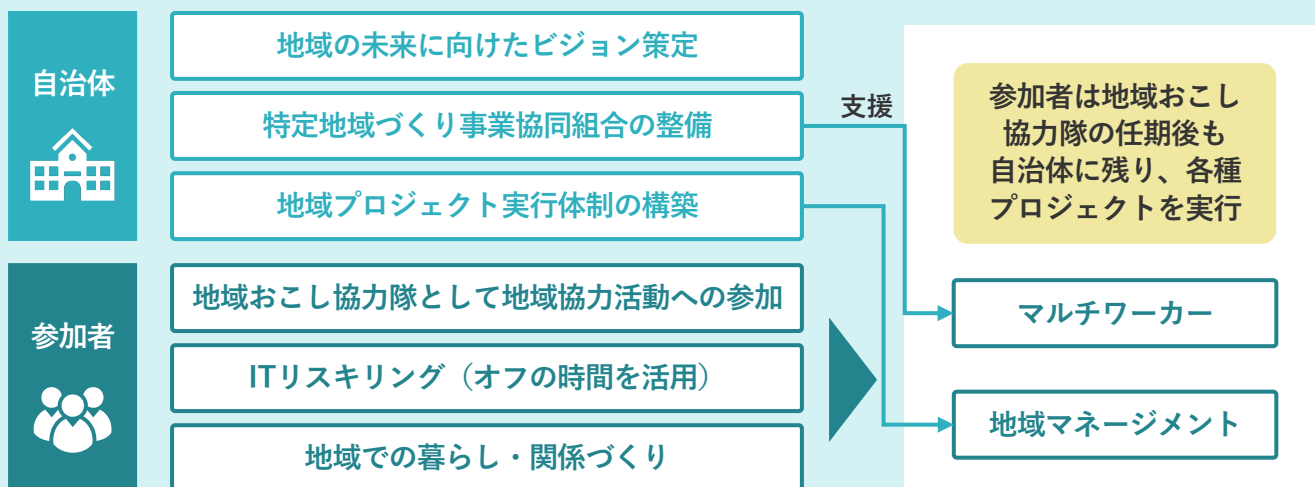 自治体
地域の未来に向けたビジョン策定
特定地域づくり事業協同組合の整備
地域プロジェクト実行体制の構築
支援
参加者は地域おこし
協力隊の任期後も
自治体に残り、各種
プロジェクトを実行
参加者
地域おこし協力隊として地域協力活動への参加
ITリスキリング（オフの時間を活用）
地域での暮らし・関係づくり
マルチワーカー
地域マネージメント